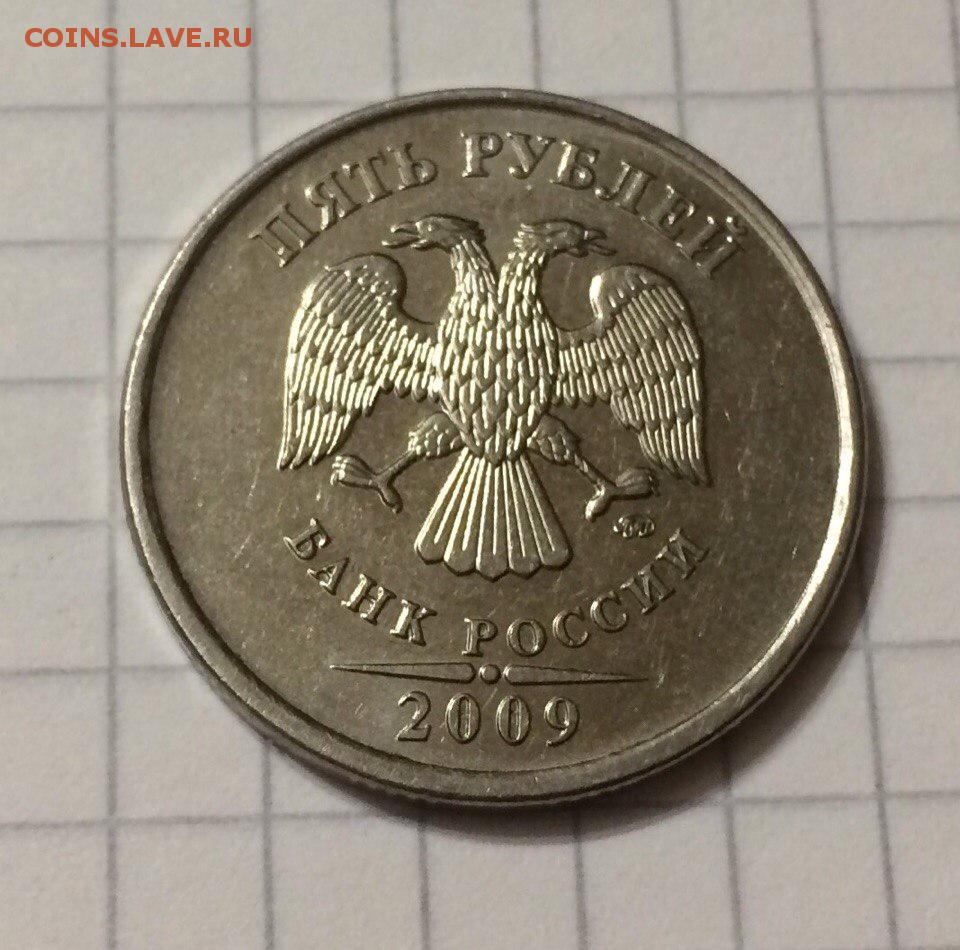 COINS.LAVE.RU
ПЯТЬ РУБЛЕЙ
БАНК РОССИИ
2009